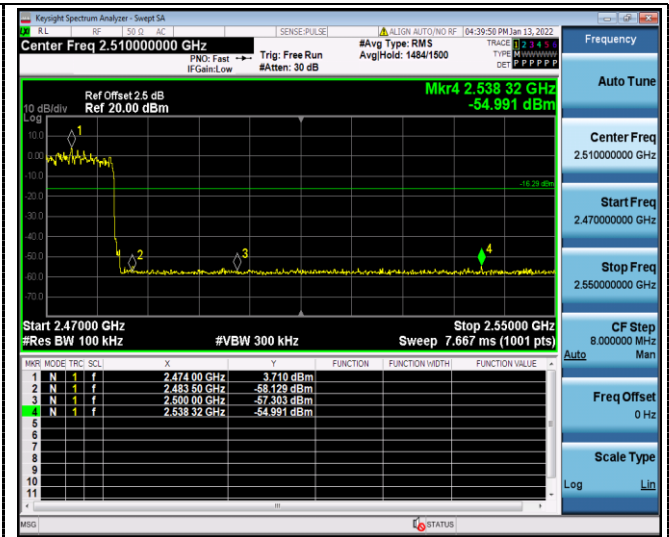 Keysight Spectrum Analyzer - Swept SA
RL RF 50 Ω AC SENSE:PULSE ALIGN AUTO/NO RF 04:39:50 PM Jan 13, 2022
Center Freq 2.510000000 GHz
PNO: Fast
IFGain:Low
Trig: Free Run
#Atten: 30 dB
#Avg Type: RMS
Avg|Hold: 1484/1500
TRACE 1 2 3 4 5 6
TYPE M W W W W W
DET P P P P P P
Frequency
Auto Tune
Center Freq
2.510000000 GHz
Start Freq
2.470000000 GHz
Stop Freq
2.550000000 GHz
CF Step
8.000000 MHz
Auto Man
Freq Offset
0 Hz
Scale Type
Log Lin
Ref Offset 2.5 dB
10 dB/div Ref 20.00 dBm
Log
Mkr4 2.538 32 GHz
-54.991 dBm
10.0
0.00
-10.0
-20.0
-30.0
-40.0
-50.0
-60.0
-70.0
1
2
3
4
-16.29 dBm
Start 2.47000 GHz Stop 2.55000 GHz
#Res BW 100 kHz #VBW 300 kHz Sweep 7.667 ms (1001 pts)
MKR MODE TRC SCL X Y FUNCTION FUNCTION WIDTH FUNCTION VALUE
1 N 1 f 2.474 00 GHz 3.710 dBm
2 N 1 f 2.483 50 GHz -58.129 dBm
3 N 1 f 2.500 00 GHz -57.303 dBm
4 N 1 f 2.538 32 GHz -54.991 dBm
5
6
7
8
9
10
11
MSG STATUS